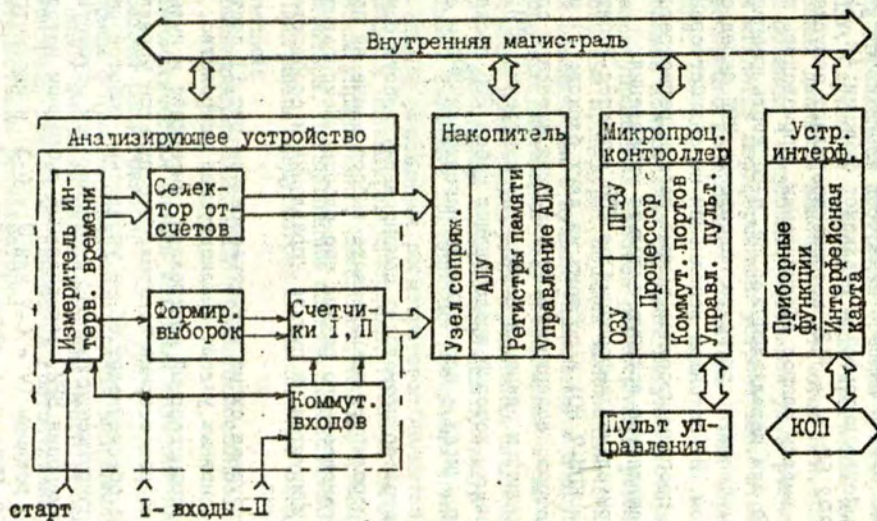 Внутренняя магистраль
Анализирующее устройство
Измеритель ин-
терв. времени
Селек-
тор от-
счетов
Формир.
выборок
Счетчи-
ки I, П
Коммут.
входов
старт
I- входы -II
Накопитель
Узел сопряж.
АЛУ
Регистры памяти
Управление АЛУ
Микропроц.
контроллер
ОЗУ
ПГЗУ
Процессор
Коммут. портов
Управл. пульт.
Пульт уп-
равления
Устр.
интерф.
Приборные
функции
Интерфейсная
карта
КОП